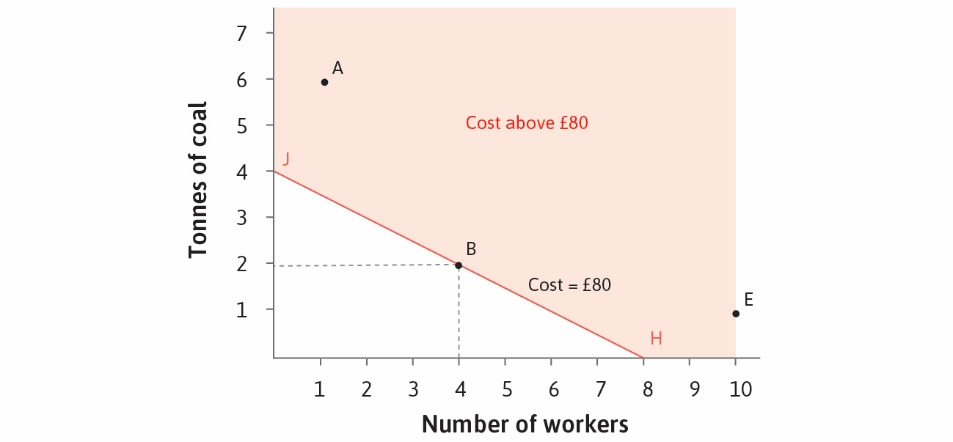 7
A
6
Cost above £80
5
J
4
3
B
2
Cost = £80
E
1
H
1 2 3 4 5 6 7 8 9 10
Tonnes of coal
Number of workers